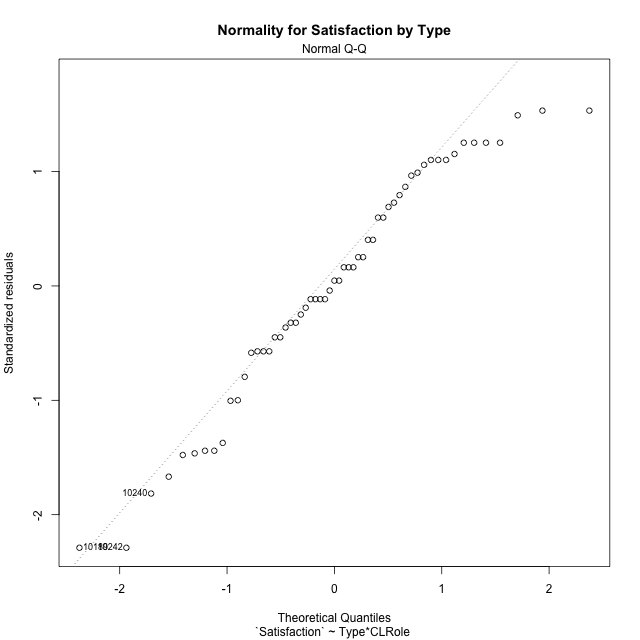 Normality for Satisfaction by Type
Normal Q-Q
Standardized residuals
1
0
-1
-2
10240
10242
-2 -1 0 1 2
Theoretical Quantiles
`Satisfaction` ~ Type*CLRole